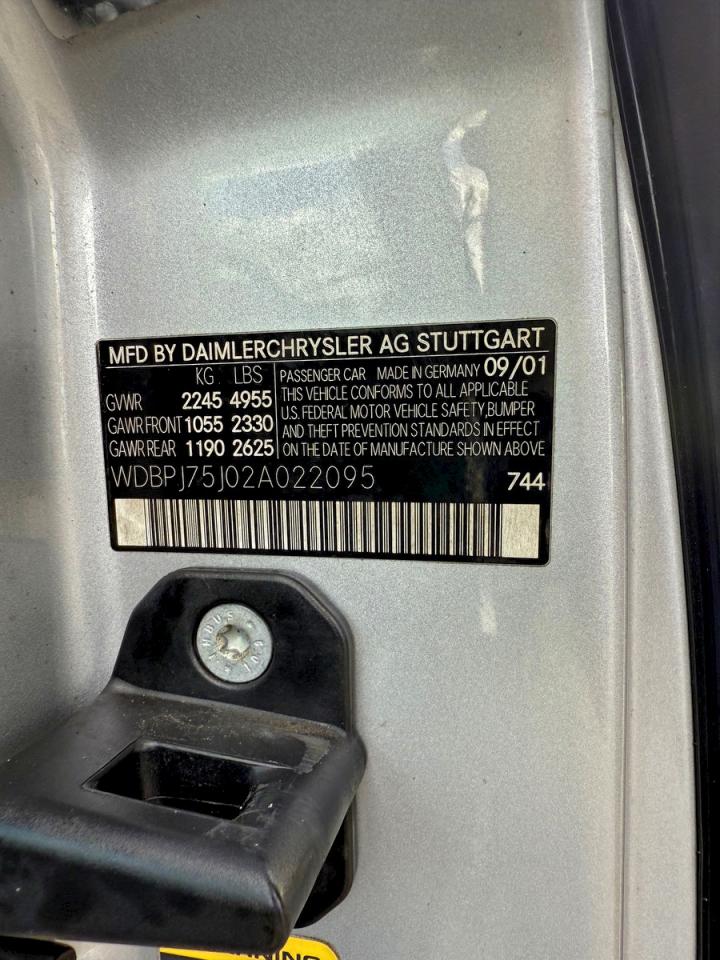 MFD BY DAIMLERCHRYSLER AG STUTTGART
KG LBS
GVWR 2245 4955
GAWR FRONT 1055 2330
GAWR REAR 1190 2625
PASSENGER CAR MADE IN GERMANY 09/01
THIS VEHICLE CONFORMS TO ALL APPLICABLE
U.S. FEDERAL MOTOR VEHICLE SAFETY, BUMPER
AND THEFT PREVENTION STANDARDS IN EFFECT
ON THE DATE OF MANUFACTURE SHOWN ABOVE
WDBPJ75J02A022095
744